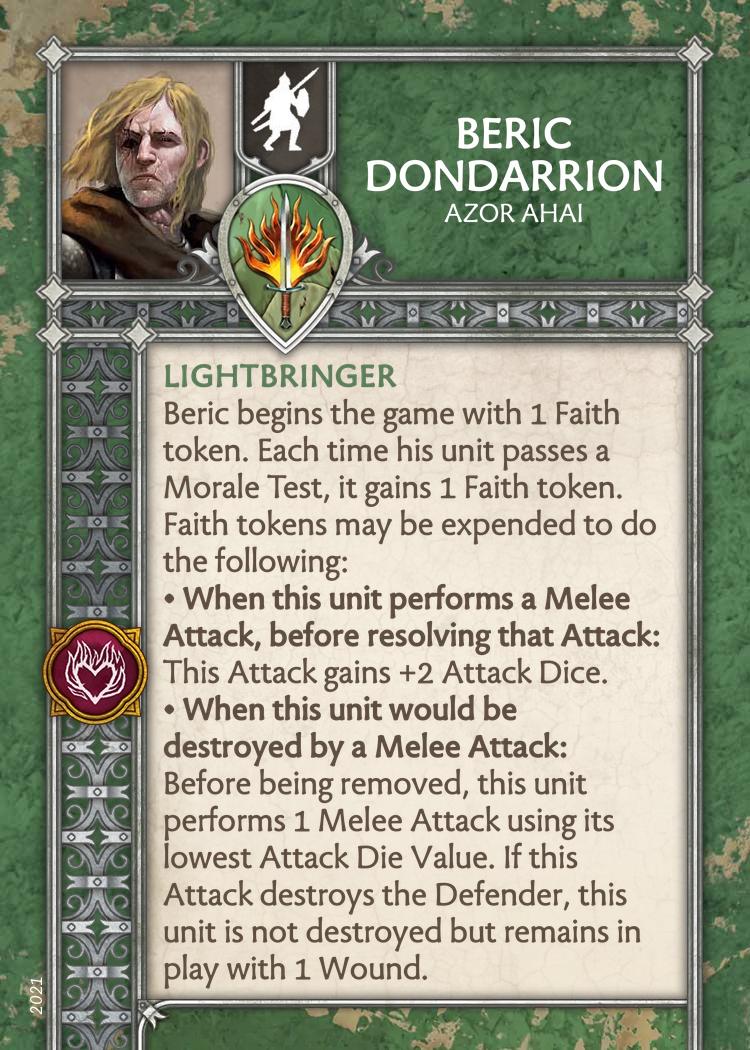 BERIC
DONDARRION
AZOR AHAI
LIGHTBRINGER
Beric begins the game with 1 Faith
token. Each time his unit passes a
Morale Test, it gains 1 Faith token.
Faith tokens may be expended to do
the following:
• When this unit performs a Melee
Attack, before resolving that Attack:
This Attack gains +2 Attack Dice.
• When this unit would be
destroyed by a Melee Attack:
Before being removed, this unit
performs 1 Melee Attack using its
lowest Attack Die Value. If this
Attack destroys the Defender, this
unit is not destroyed but remains in
play with 1 Wound.
2021